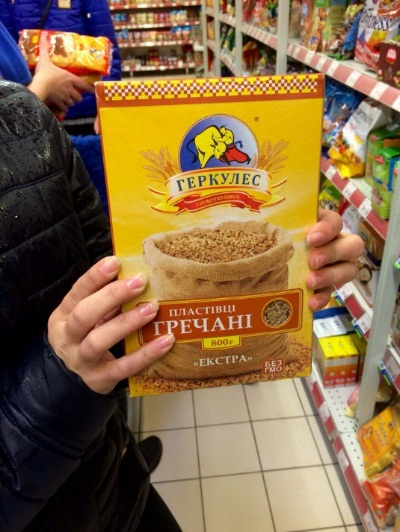 ®
ГЕРКУЛЕС
ПЛАСТІВЦІ
ГРЕЧАНІ
800г
«ЕКСТРА»
БЕЗ
ГМО